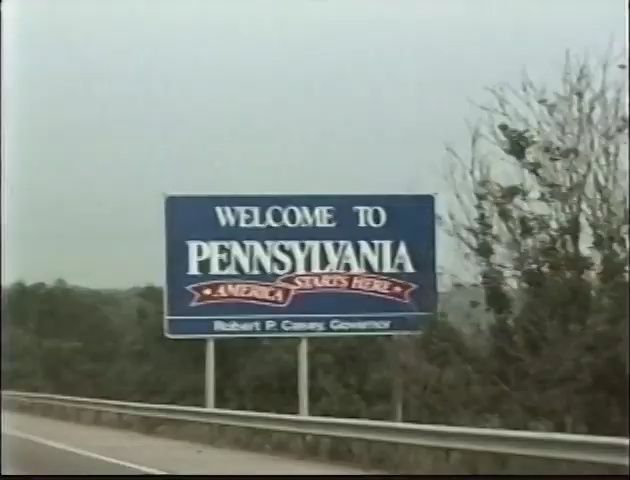 WELCOME TO
PENNSYLVANIA
AMERICA STARTS HERE
Robert P. Casey, Governor